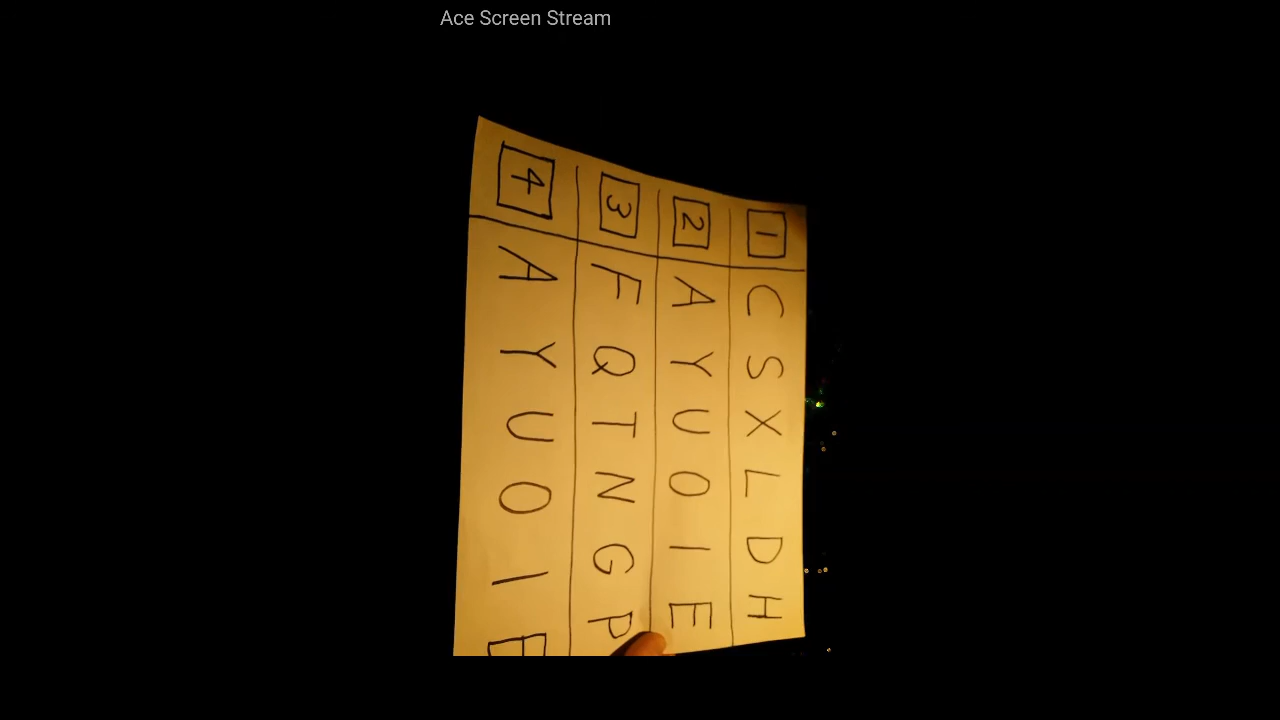 Ace Screen Stream
1 C S X L D H
2 A Y U O I E
3 F Q T N G P
4 A Y U O I E